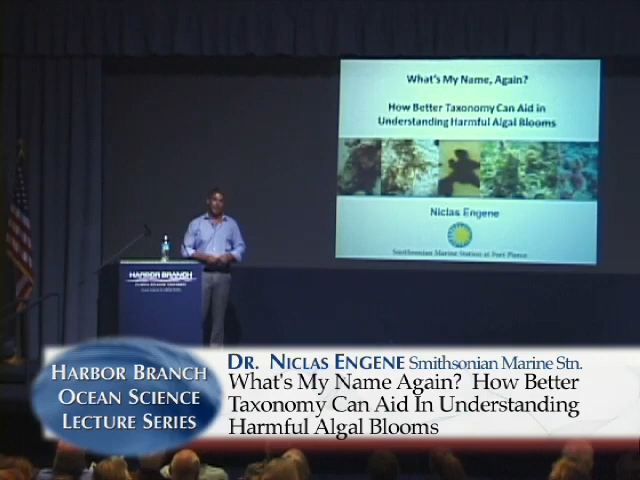 What's My Name, Again?
How Better Taxonomy Can Aid in
Understanding Harmful Algal Blooms
Niclas Engene
Smithsonian Marine Station at Fort Pierce
HARBOR BRANCH
DR. NICLAS ENGENE Smithsonian Marine Stn.
What's My Name Again? How Better
Taxonomy Can Aid In Understanding
Harmful Algal Blooms
HARBOR BRANCH
OCEAN SCIENCE
LECTURE SERIES